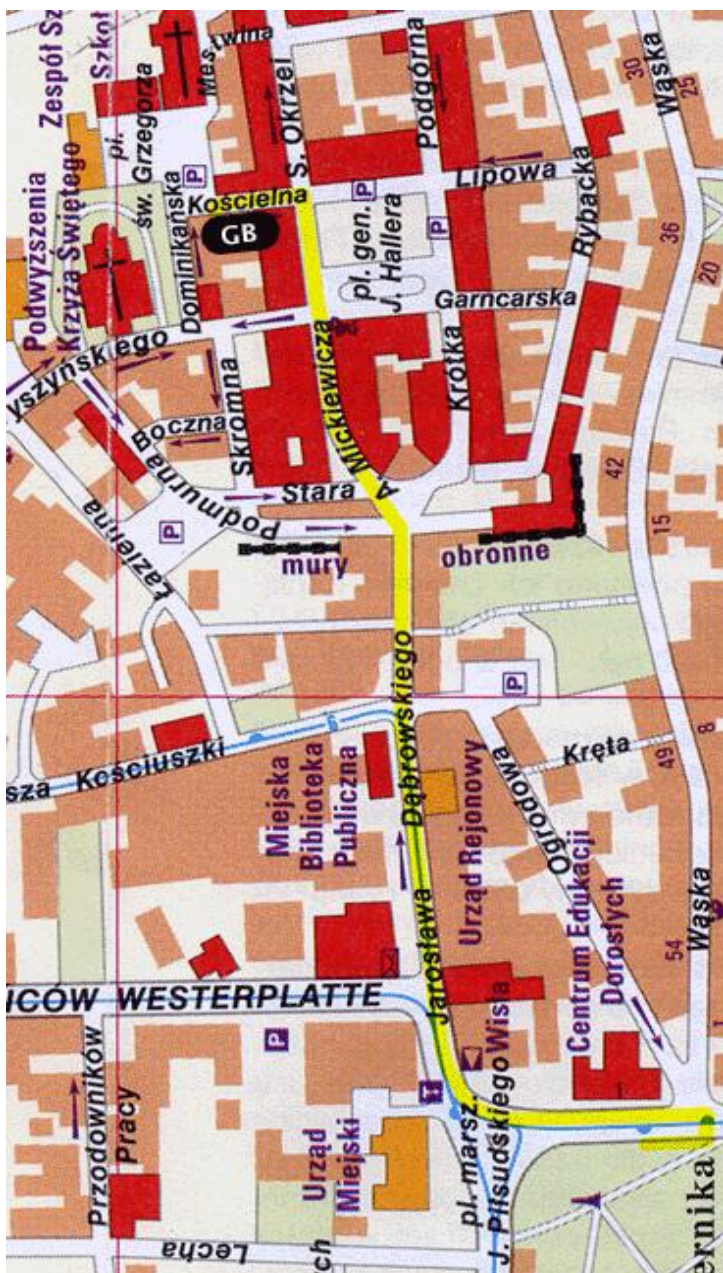 Zespół Sz
Szkoł
Mestwina
pl.
św. Grzegorza
Podwyższenia
Krzyża Świętego
P
Kościelna
GB
Dominikańska
S. Okrzei
Podgórna
Lipowa
P
P
pl. gen.
J. Hallera
Rybacka
Wąska
30
25
36
20
yszyńskiego
Garncarska
Krótka
A. Mickiewicza
Boczna
Skromna
Stara
Podmurna
Łazienna
P
mury
obronne
42
15
P
sza Kościuszki
Miejska
Biblioteka
Publiczna
Jarosława Dąbrowskiego
Urząd Rejonowy
Ogrodowa
Kręta
49
8
Centrum Edukacji
Dorosłych
Wąska
54
1
ICÓW WESTERPLATTE
P
Wisła
Przodowników
Pracy
Urząd
Miejski
pl. marsz.
J. Piłsudskiego
Lecha
ch
ernika